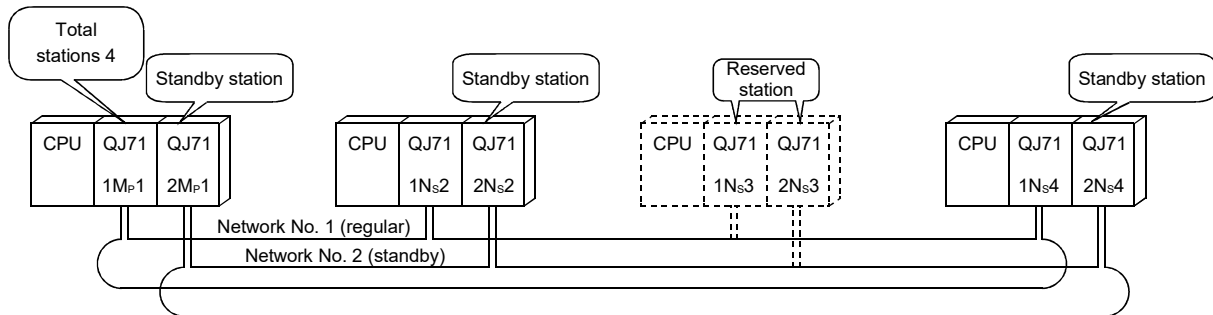 Total
stations 4
Standby station
Standby station
Reserved
station
Standby station
CPU QJ71 QJ71
1MP1 2MP1
CPU QJ71 QJ71
1NS2 2NS2
CPU QJ71 QJ71
1NS3 2NS3
CPU QJ71 QJ71
1NS4 2NS4
Network No. 1 (regular)
Network No. 2 (standby)